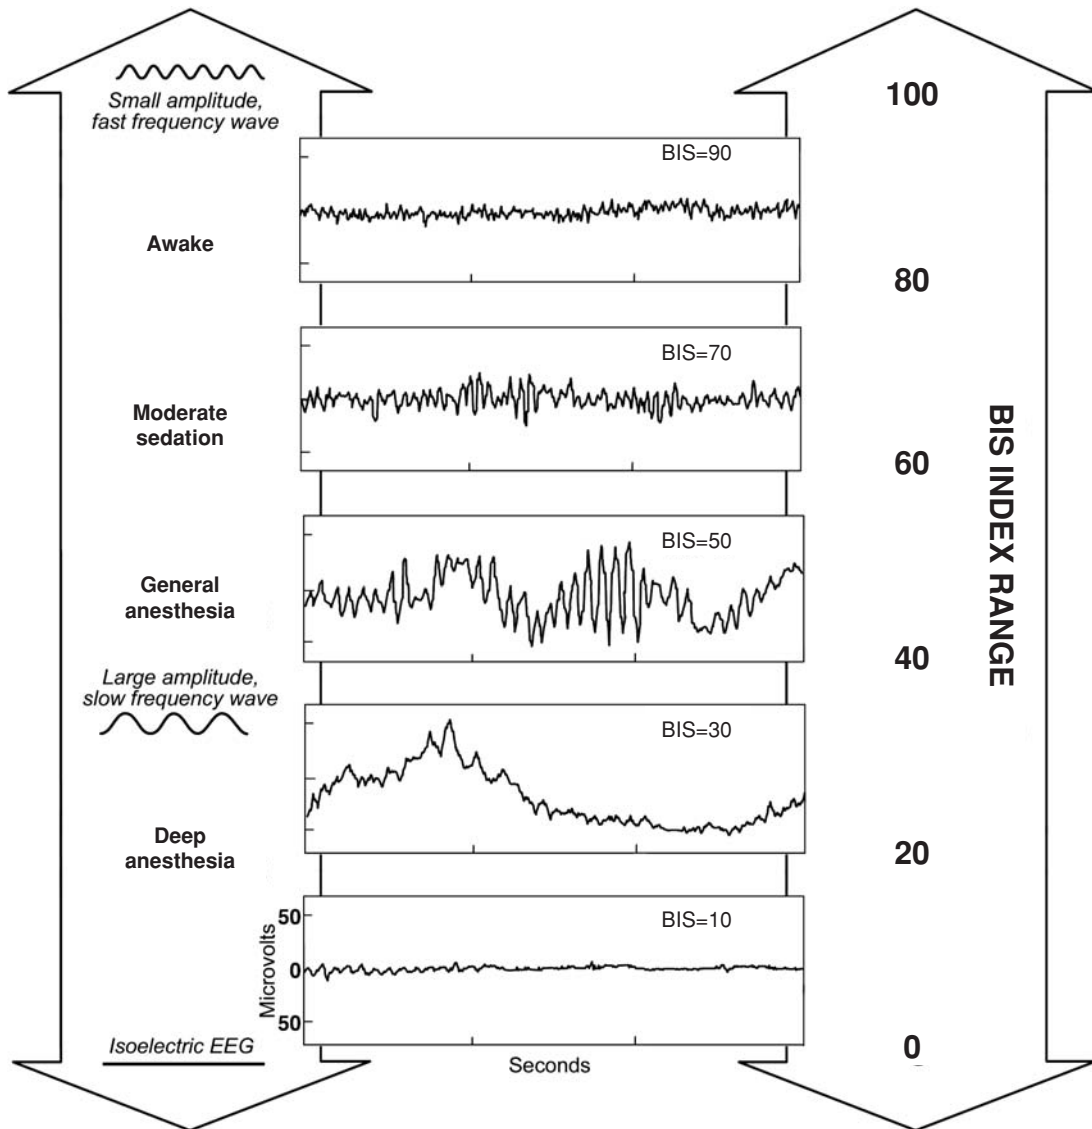 Small amplitude,
fast frequency wave
100
BIS=90
Awake
80
BIS=70
Moderate
sedation
60
BIS=50
General
anesthesia
40
Large amplitude,
slow frequency wave
BIS=30
Deep
anesthesia
20
BIS=10
50
0
50
Microvolts
Seconds
Isoelectric EEG
0
BIS INDEX RANGE